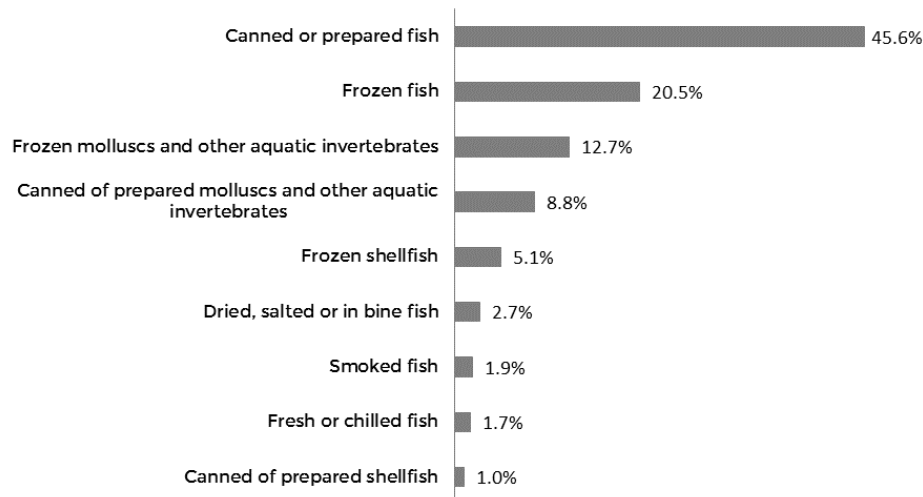 Canned or prepared fish 45.6%
Frozen fish 20.5%
Frozen molluscs and other aquatic invertebrates 12.7%
Canned of prepared molluscs and other aquatic
invertebrates 8.8%
Frozen shellfish 5.1%
Dried, salted or in bine fish 2.7%
Smoked fish 1.9%
Fresh or chilled fish 1.7%
Canned of prepared shellfish 1.0%